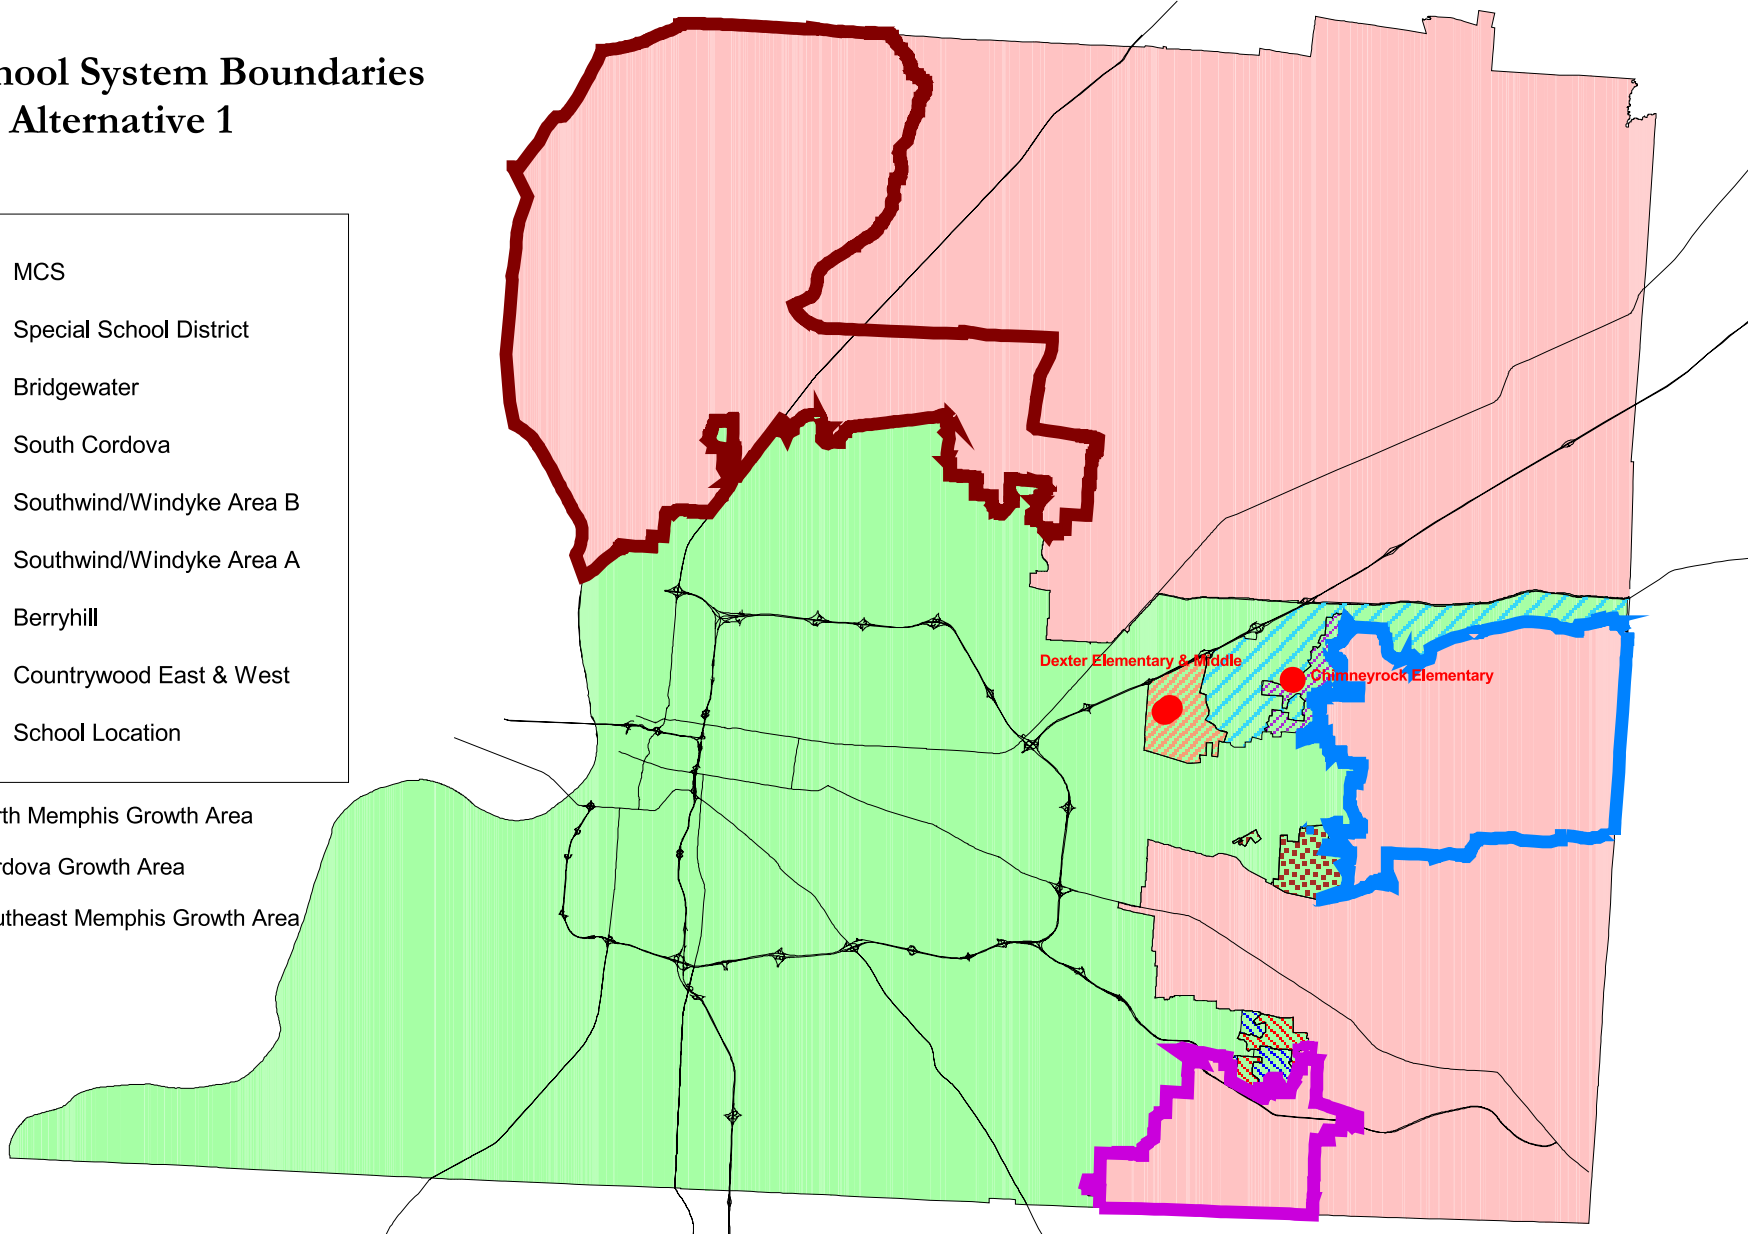 hool System Boundaries
Alternative 1
MCS
Special School District
Bridgewater
South Cordova
Southwind/Windyke Area B
Southwind/Windyke Area A
Berryhill
Countrywood East & West
School Location
rth Memphis Growth Area
rdova Growth Area
utheast Memphis Growth Area
Dexter Elementary & Middle
Chimneyrock Elementary